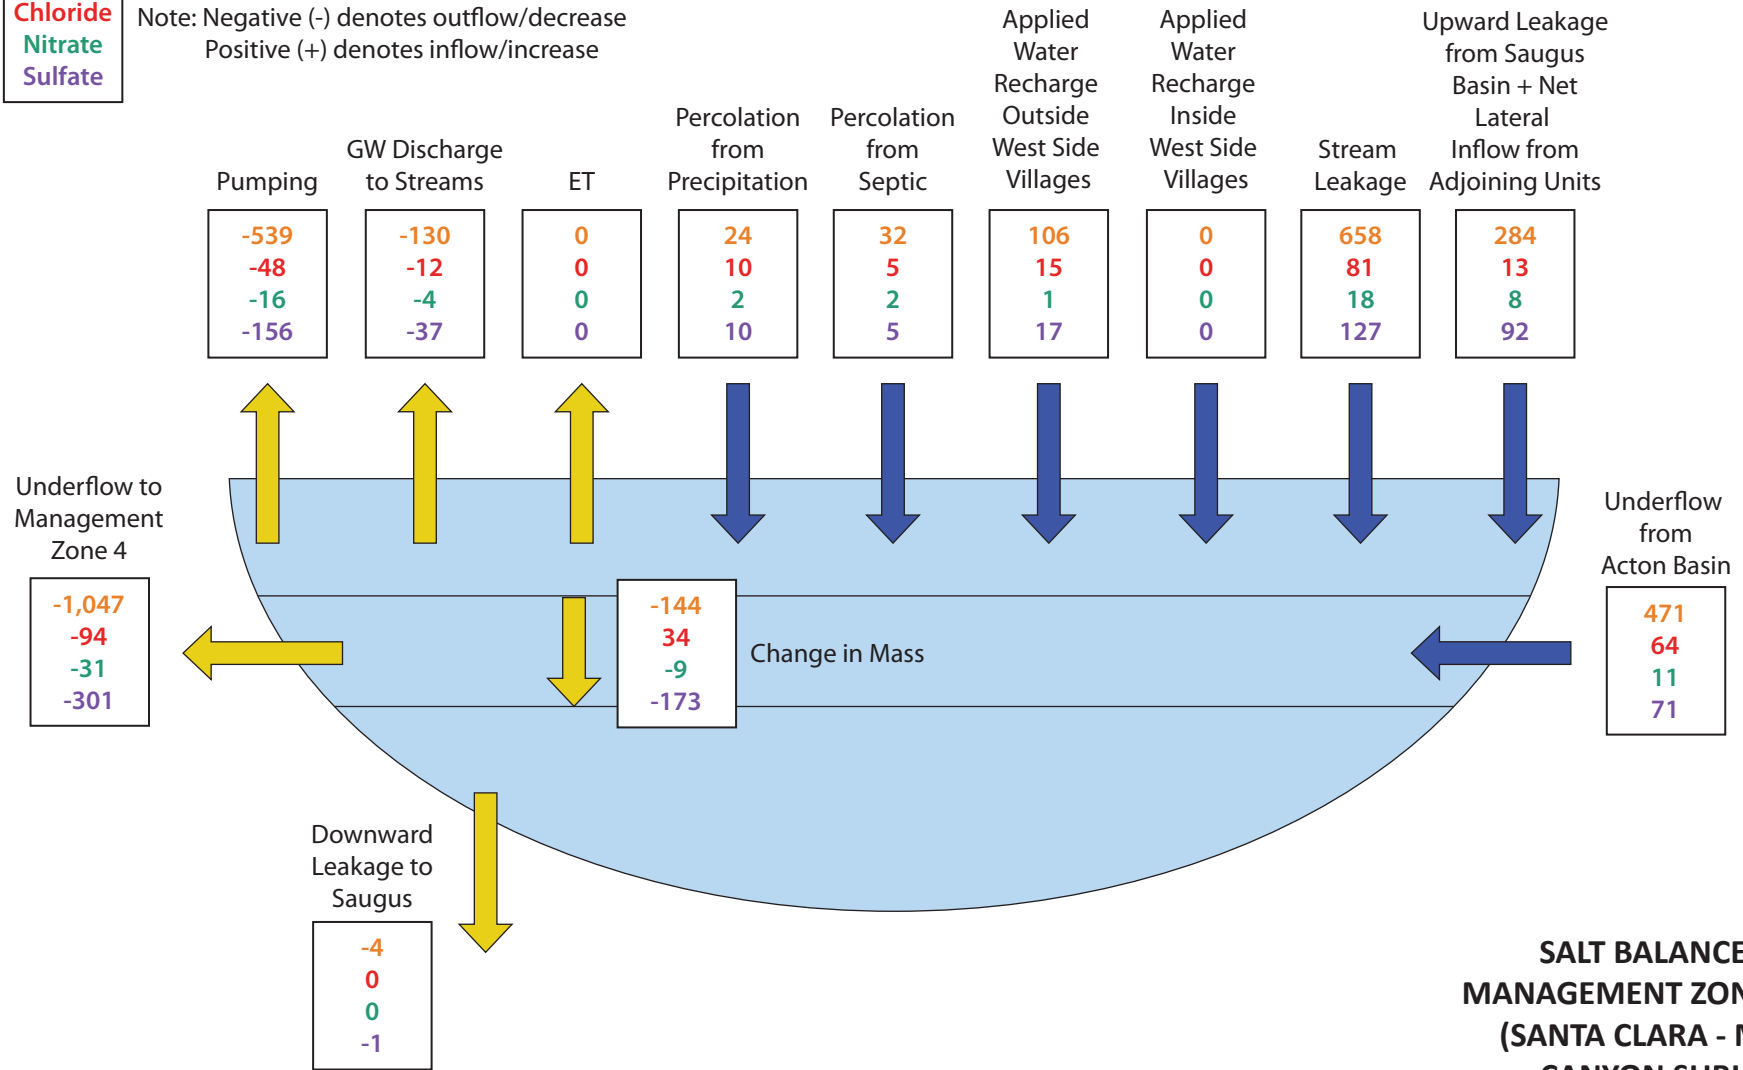 Chloride
Nitrate
Sulfate
Note: Negative (-) denotes outflow/decrease
Positive (+) denotes inflow/increase
Pumping
GW Discharge
to Streams
ET
Percolation
from
Precipitation
Percolation
from
Septic
Applied
Water
Recharge
Outside
West Side
Villages
Applied
Water
Recharge
Inside
West Side
Villages
Stream
Leakage
Upward Leakage
from Saugus
Basin + Net
Lateral
Inflow from
Adjoining Units
-539
-48
-16
-156
-130
-12
-4
-37
0
0
0
0
24
10
2
10
32
5
2
5
106
15
1
17
0
0
0
0
658
81
18
127
284
13
8
92
Underflow to
Management
Zone 4
-1,047
-94
-31
-301
-144
34
-9
-173
Change in Mass
Underflow
from
Acton Basin
471
64
11
71
Downward
Leakage to
Saugus
-4
0
0
-1
SALT BALANCE
MANAGEMENT ZON
(SANTA CLARA -